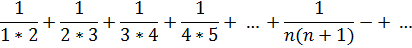 1/(1*2) + 1/(2*3) + 1/(3*4) + 1/(4*5) + ... + 1/(n(n+1)) − + ...